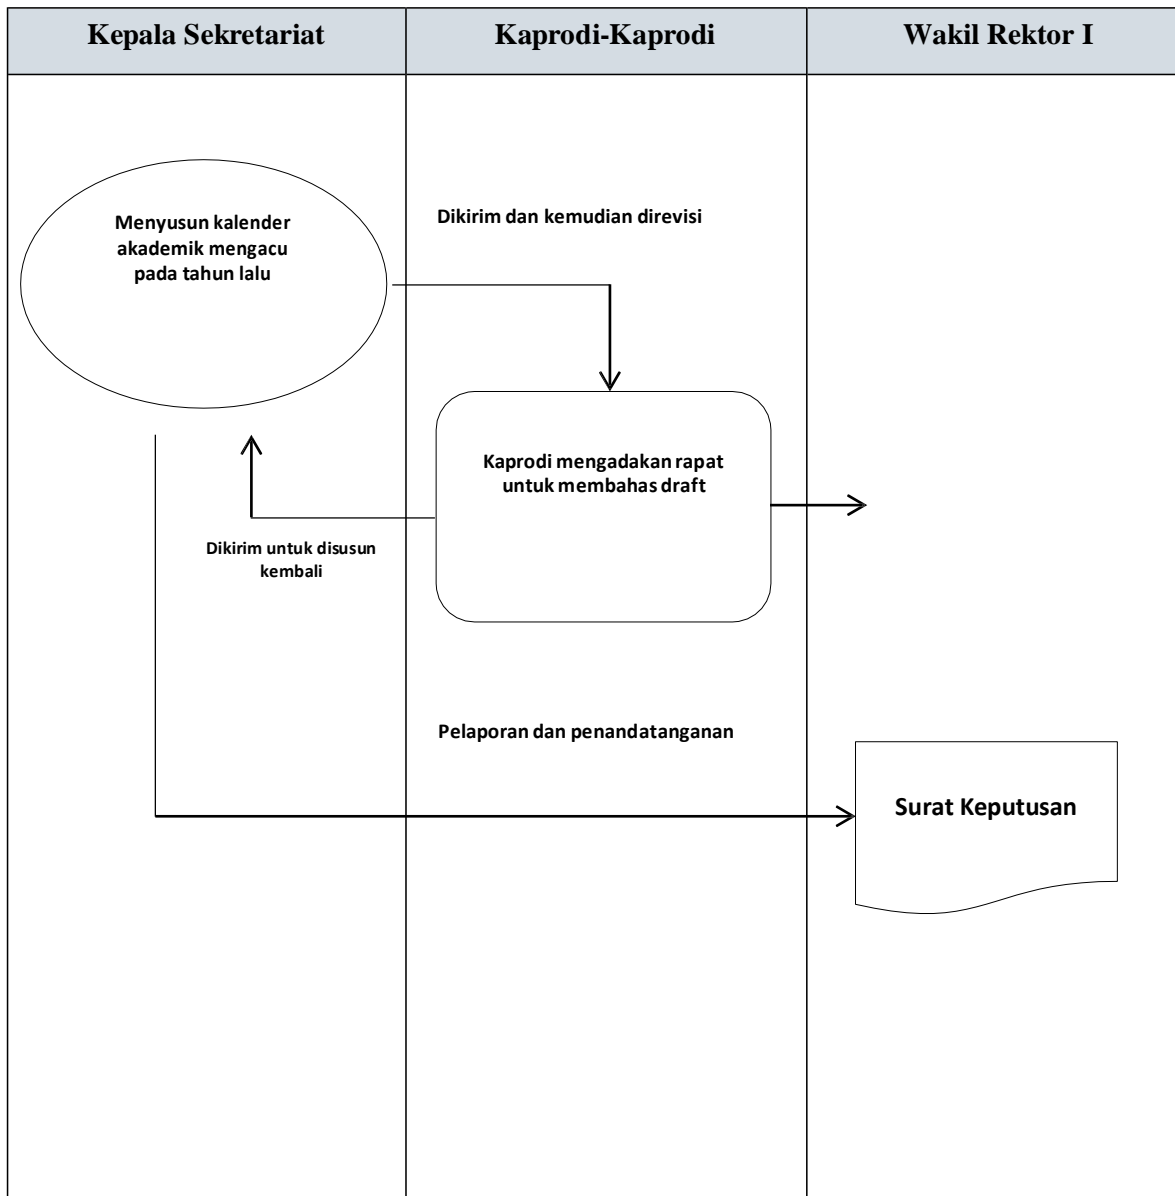 Kepala Sekretariat
Kaprodi-Kaprodi
Wakil Rektor I
Menyusun kalender
akademik mengacu
pada tahun lalu
Dikirim dan kemudian direvisi
Kaprodi mengadakan rapat
untuk membahas draft
Dikirim untuk disusun
kembali
Pelaporan dan penandatanganan
Surat Keputusan